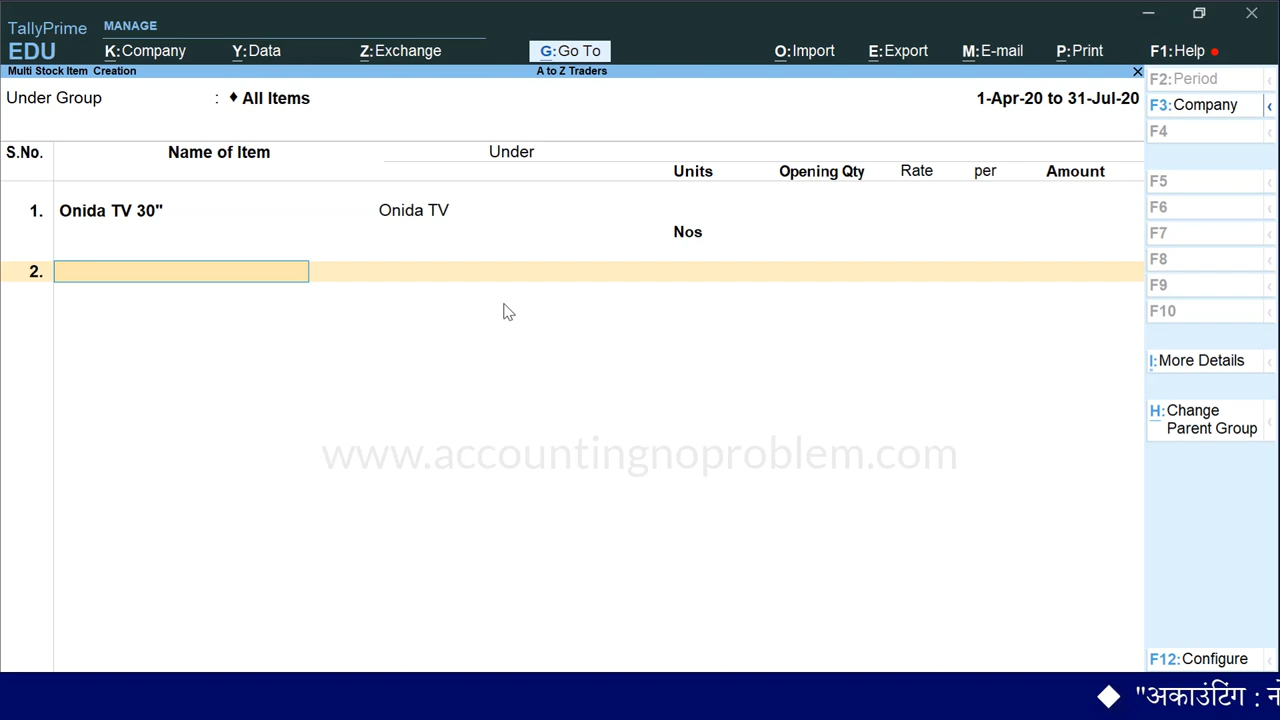 TallyPrime
EDU
MANAGE
K:Company Y:Data Z:Exchange G:Go To O:Import E:Export M:E-mail P:Print F1:Help
Multi Stock Item Creation A to Z Traders
Under Group : ♦ All Items 1-Apr-20 to 31-Jul-20
S.No. Name of Item Under
Units Opening Qty Rate per Amount
1. Onida TV 30" Onida TV
Nos
2.
www.accountingnoproblem.com
F2:Period
F3:Company
F4
F5
F6
F7
F8
F9
F10
I:More Details
H:Change
Parent Group
F12:Configure
◆ "अकाउंटिंग :